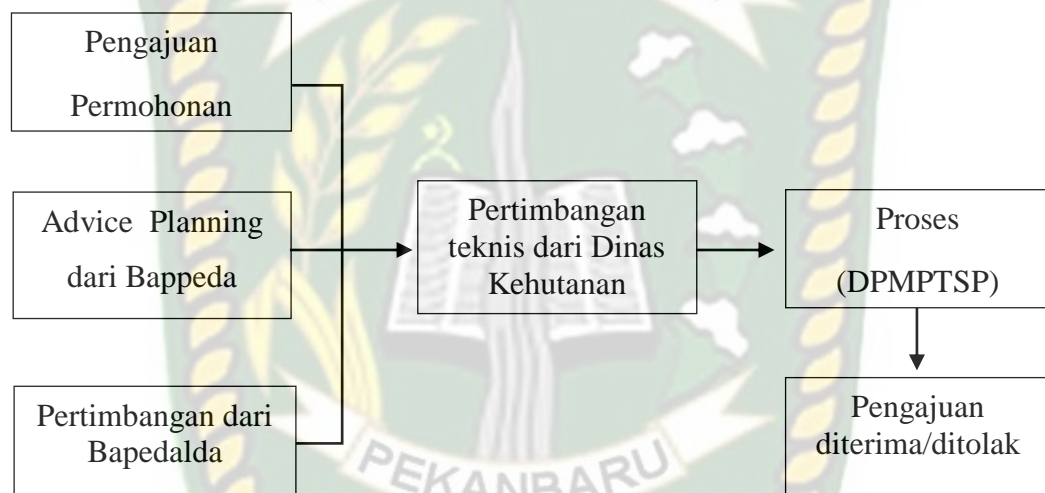 Pengajuan
Permohonan
Advice Planning
dari Bappeda
Pertimbangan dari
Bapedalda
Pertimbangan
teknis dari Dinas
Kehutanan
Proses
(DPMPTSP)
Pengajuan
diterima/ditolak
PEKANBARU